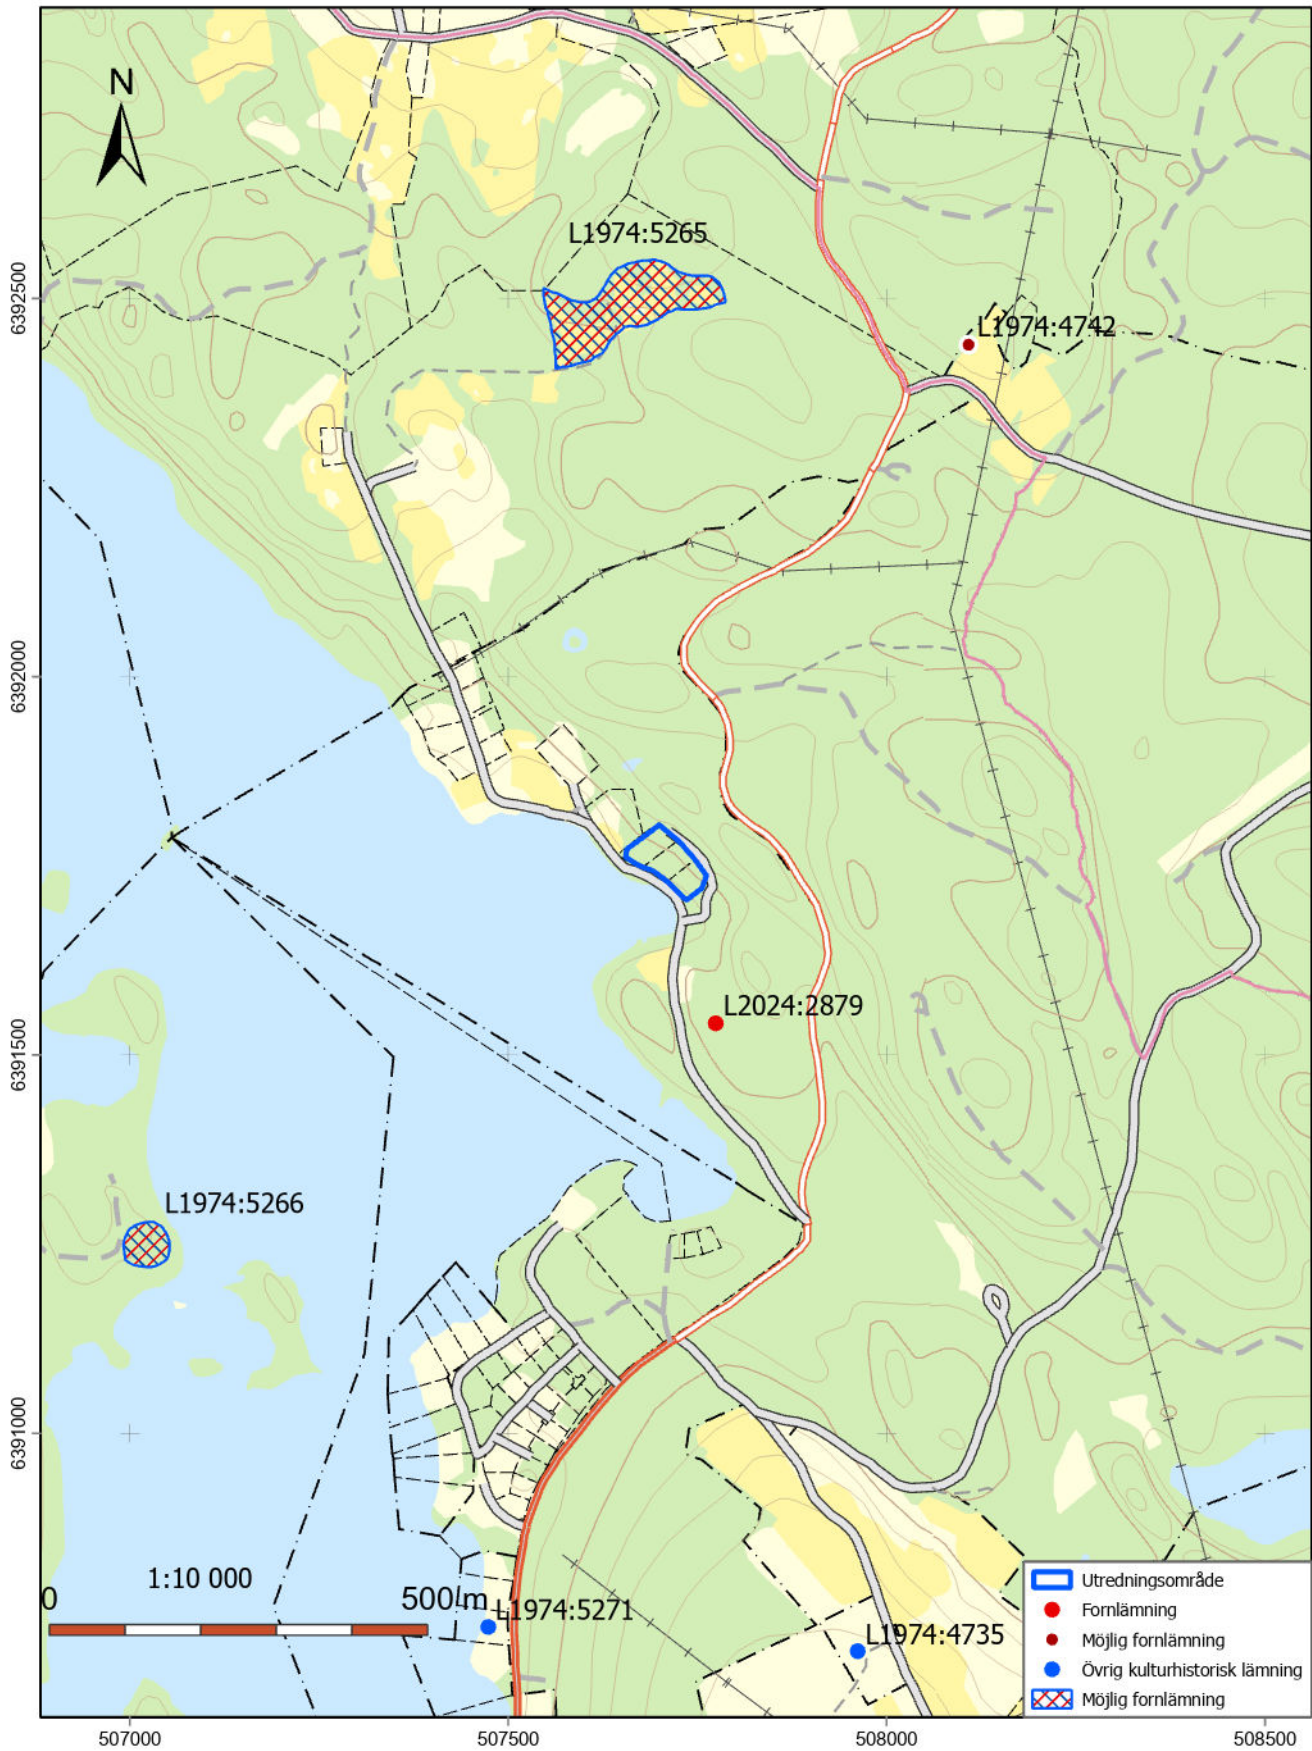 N
L1974:5265
L1974:4742
L2024:2879
L1974:5266
L1974:5271
L1974:4735
1:10 000
0
500 m
6392500
6392000
6391500
6391000
507000
507500
508000
508500
Utredningsområde
Fornlämning
Möjlig fornlämning
Övrig kulturhistorisk lämning
Möjlig fornlämning